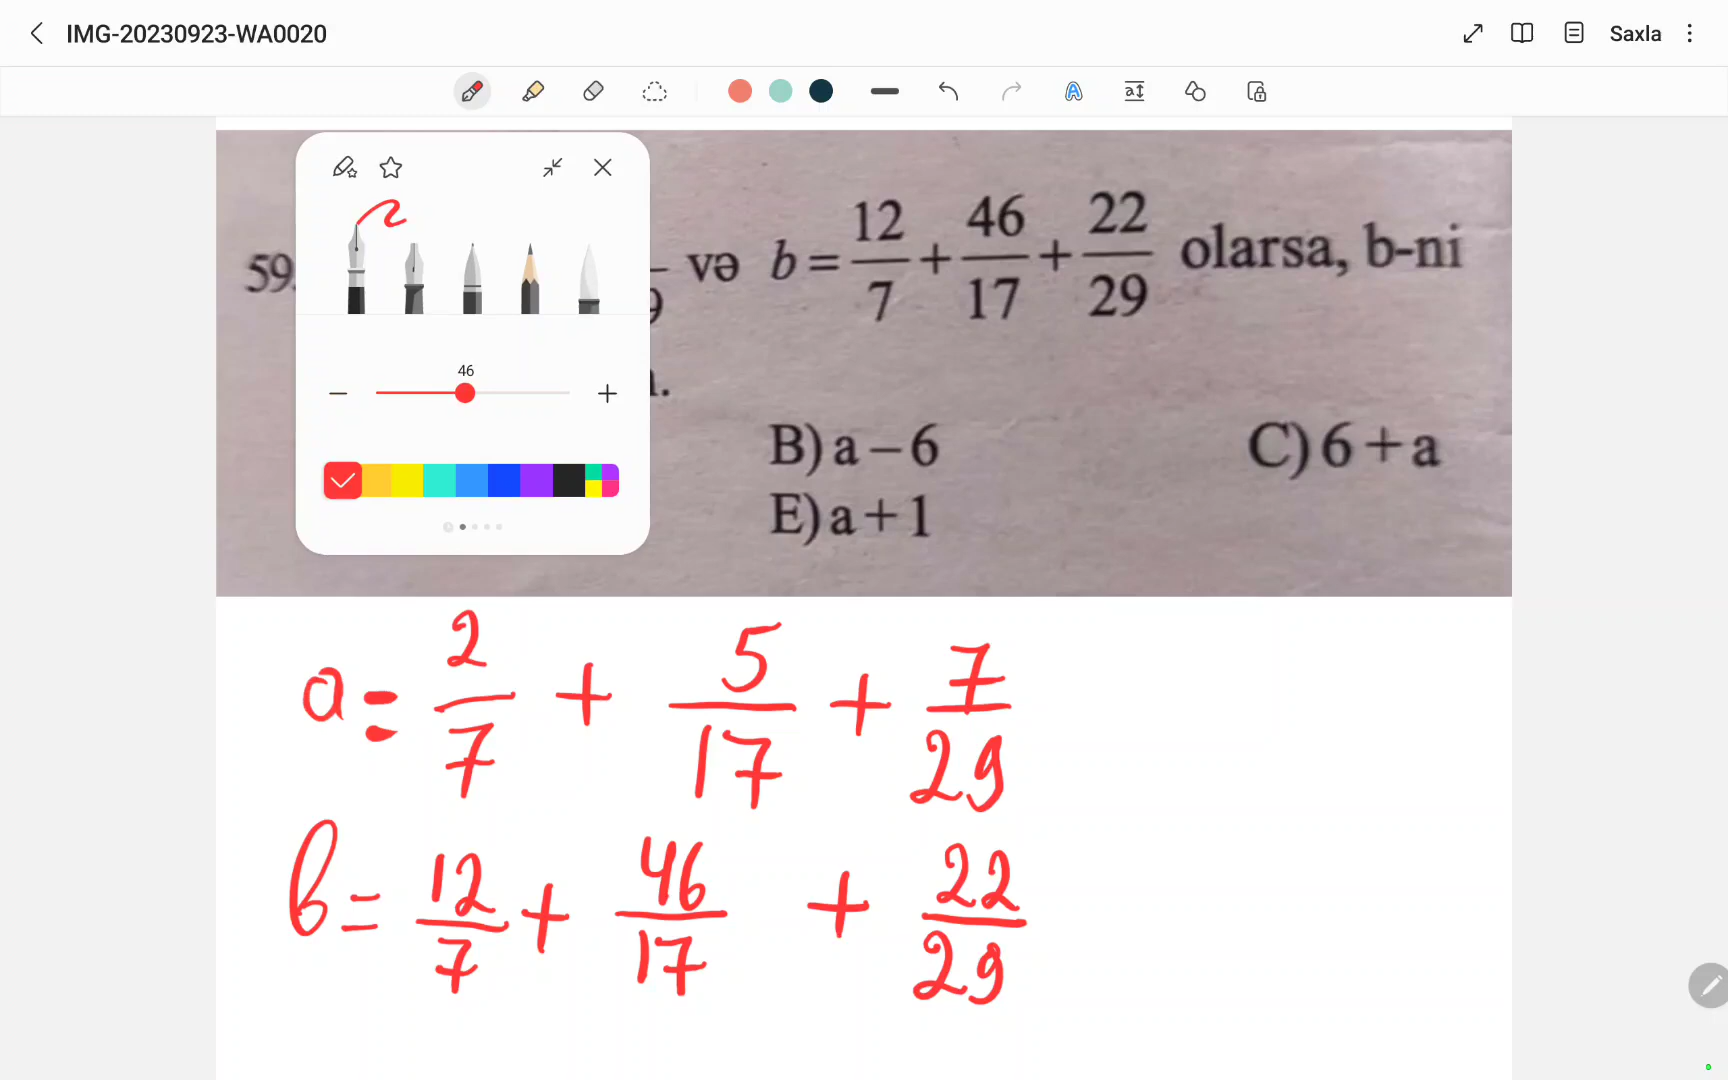 IMG-20230923-WA0020
Saxla
59.
və b = 12/7 + 46/17 + 22/29 olarsa, b-ni
46
B) a – 6
C) 6 + a
E) a + 1
a = 2/7 + 5/17 + 7/29
b = 12/7 + 46/17 + 22/29